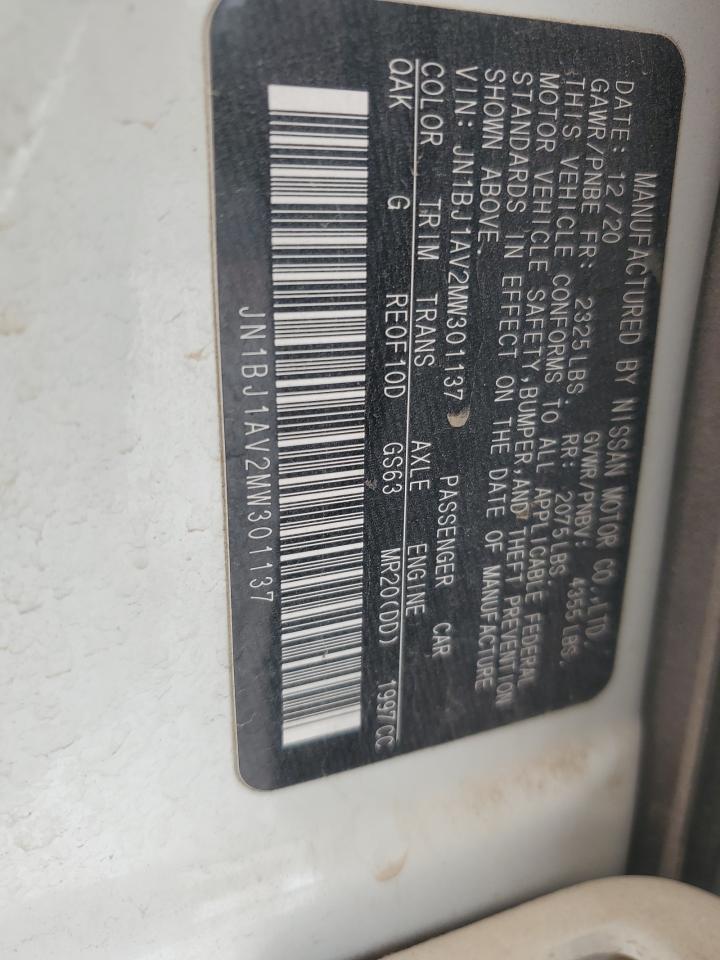 MANUFACTURED BY NISSAN MOTOR CO.,LTD.
DATE: 12/20 GVWR/PNBV: 4355 LBS.
GAWR/PNBE FR: 2325 LBS. RR: 2075 LBS
THIS VEHICLE CONFORMS TO ALL APPLICABLE FEDERAL
MOTOR VEHICLE SAFETY,BUMPER,AND THEFT PREVENTION
STANDARDS IN EFFECT ON THE DATE OF MANUFACTURE
SHOWN ABOVE.
VIN: JN1BJ1AV2MW301137 PASSENGER CAR
COLOR TRIM TRANS AXLE ENGINE
QAK G RE0F10D GS63 MR20(DD) 1997CC
JN1BJ1AV2MW301137